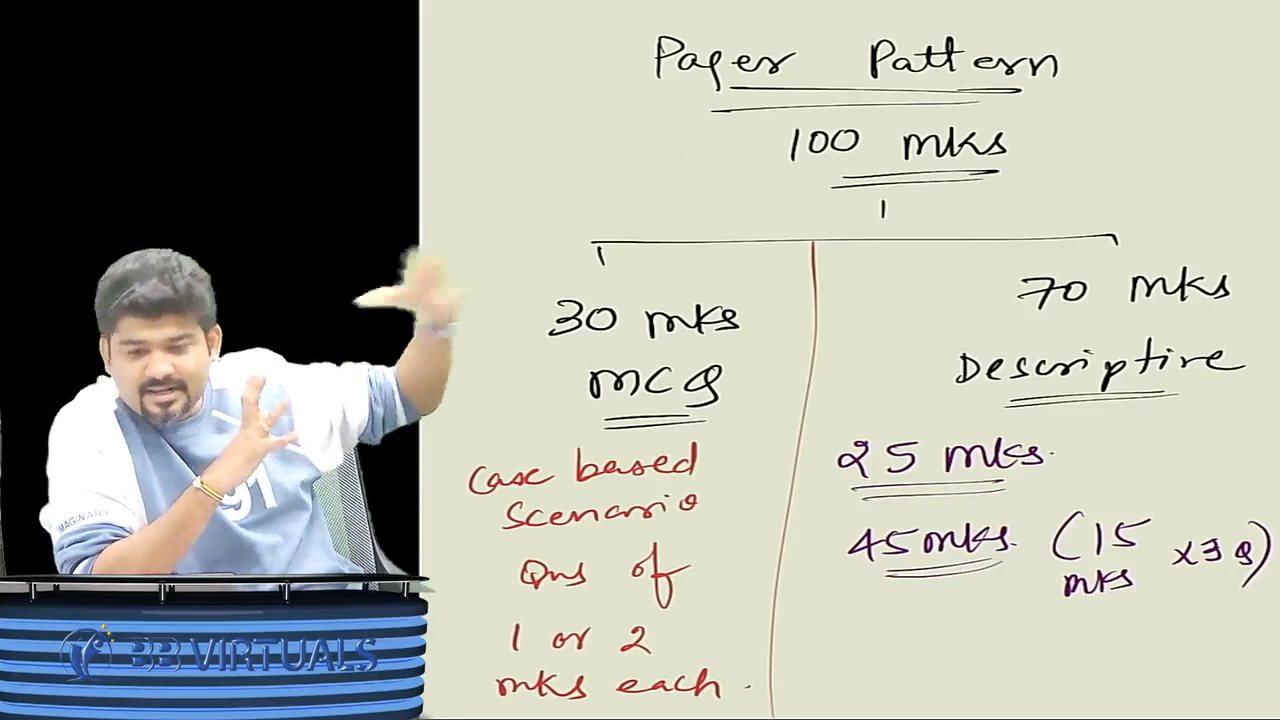 Paper Pattern
100 mks
30 mks
MCQ
Case based
Scenario
Qns of
1 or 2
mks each.
70 mks
Descriptive
25 mks.
45 mks. (15 mks x 3 Q)
91
IMAGINARY
BB VIRTUALS